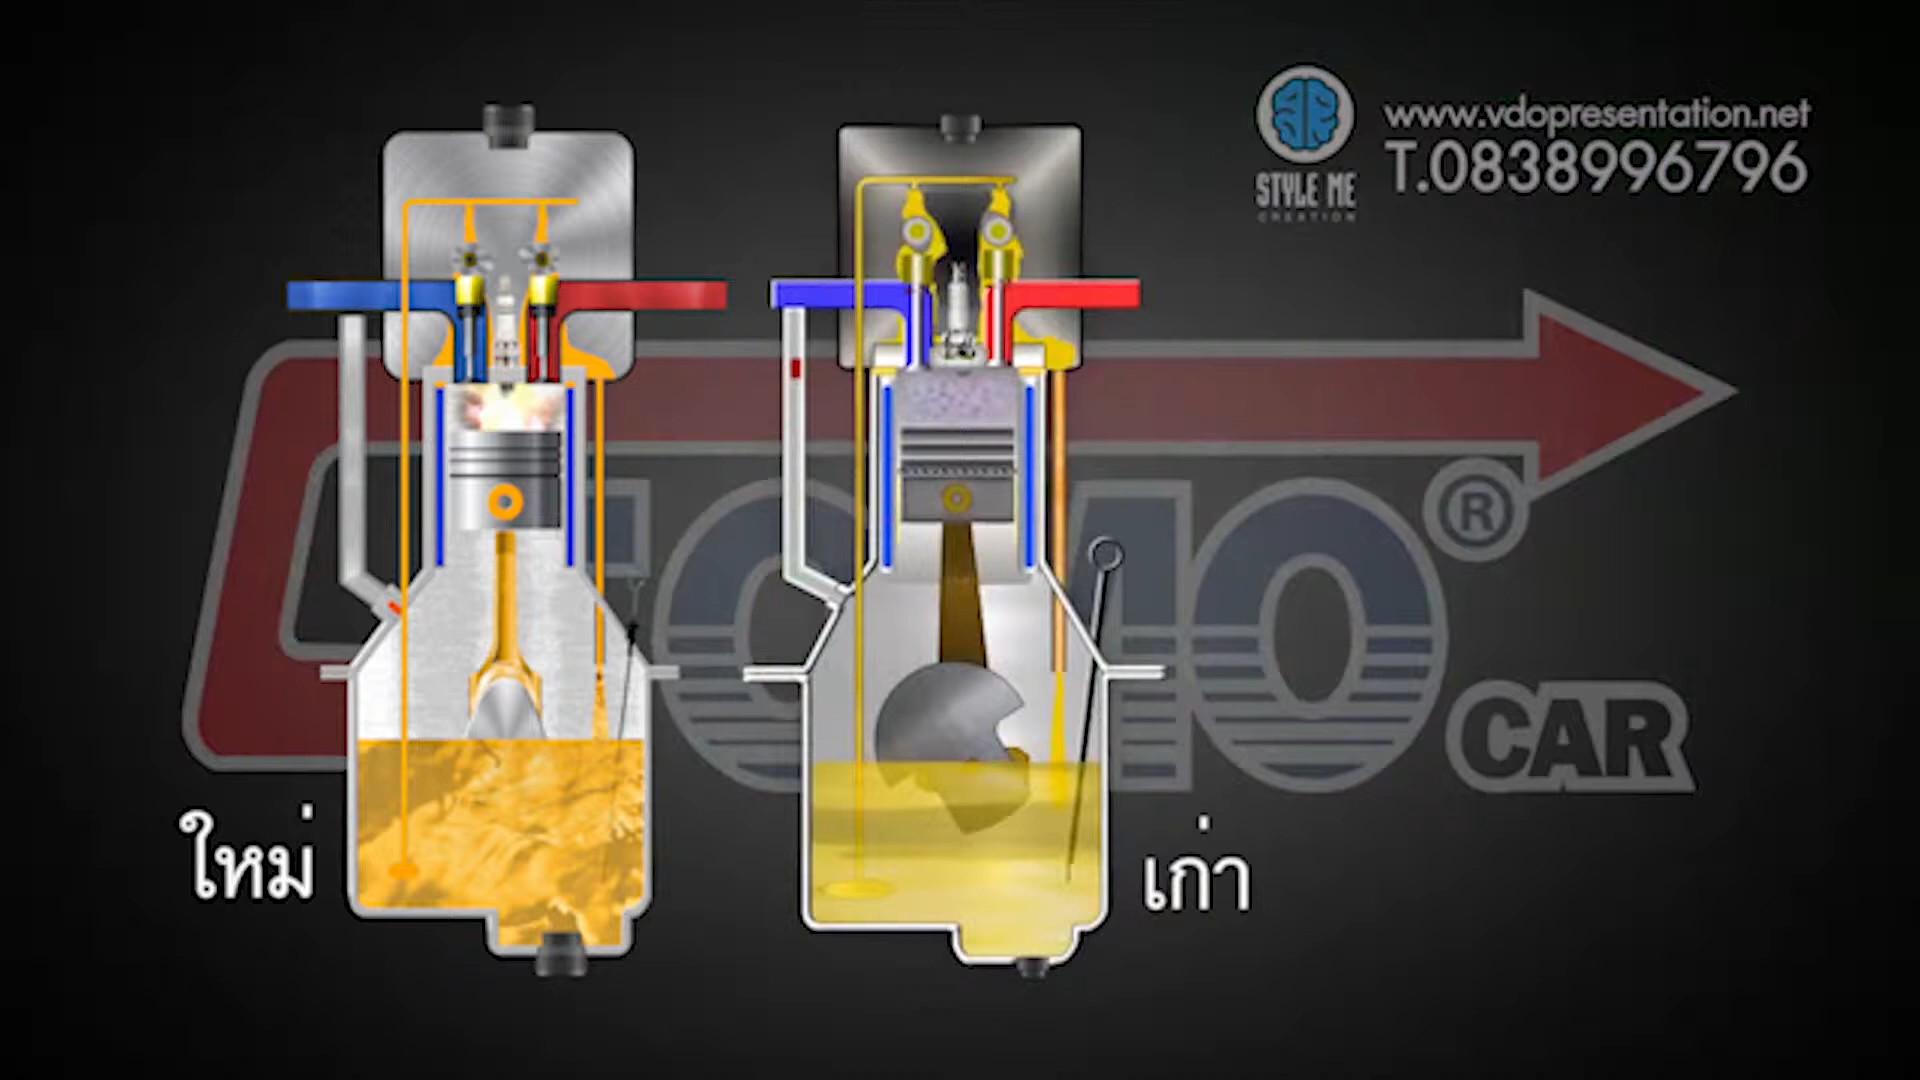 www.vdopresentation.net
T.0838996796
STYLE ME
CREATION
®
CAR
ใหม่
เก่า